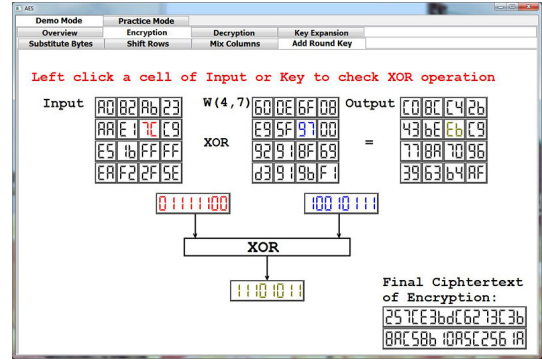 AES
Demo Mode Practice Mode
Overview Encryption Decryption Key Expansion
Substitute Bytes Shift Rows Mix Columns Add Round Key
Left click a cell of Input or Key to check XOR operation
Input A0 82 Ab 23 W(4,7) 60 0E 6F 08 Output C0 8C C4 2b
AA E1 7C C9 E9 5F 97 00 43 bE Eb C9
XOR =
E5 1b FF FF 92 91 8F 69 77 8A 70 96
EA F2 2F 5E d3 91 9b F1 39 63 b4 AF
01111100 10010111
XOR
11101011
Final Ciphtertext
of Encryption:
257CE3bdC6273C3b
8AC58b10A5C2561A